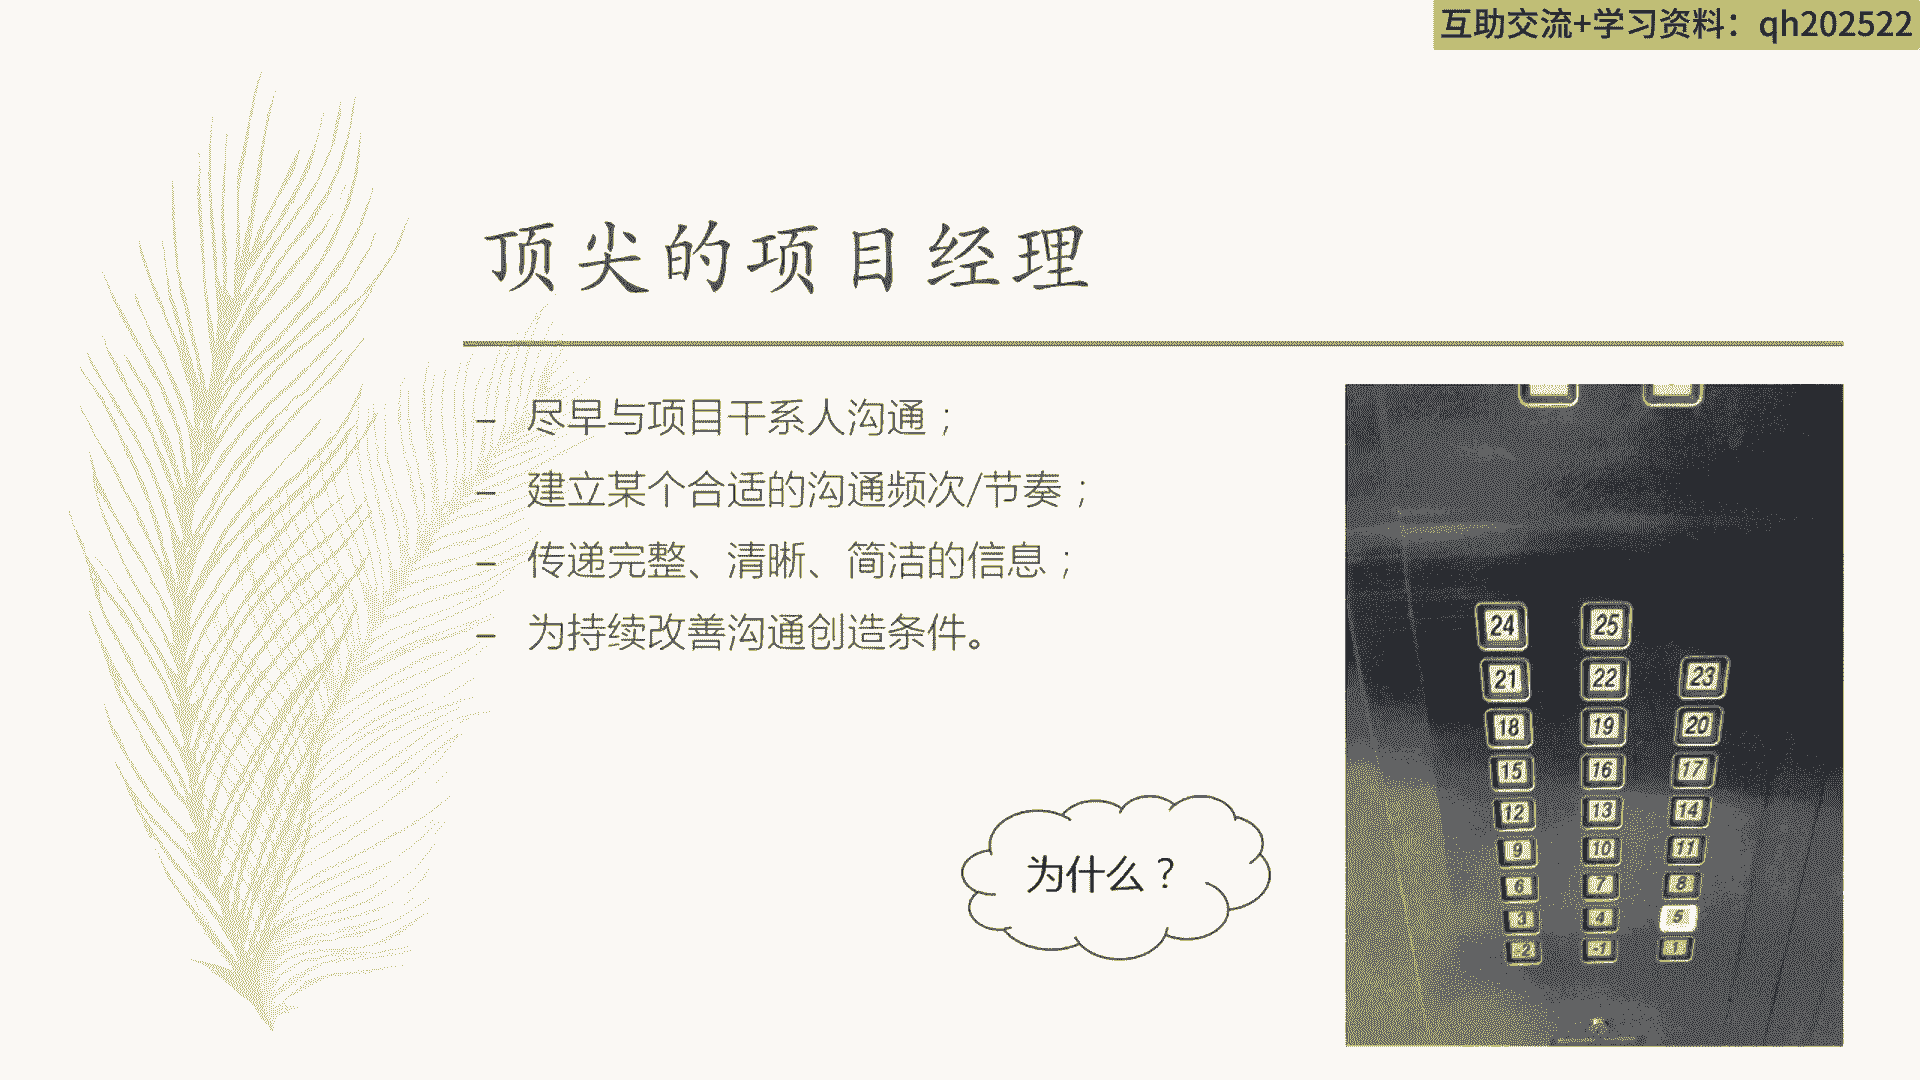 互助交流+学习资料：qh202522
顶尖的项目经理
– 尽早与项目干系人沟通；
– 建立某个合适的沟通频次/节奏；
– 传递完整、清晰、简洁的信息；
– 为持续改善沟通创造条件。
为什么？
24 25
21 22 23
18 19 20
15 16 17
12 13 14
9 10 11
6 7 8
3 4 5
-2 -1 1